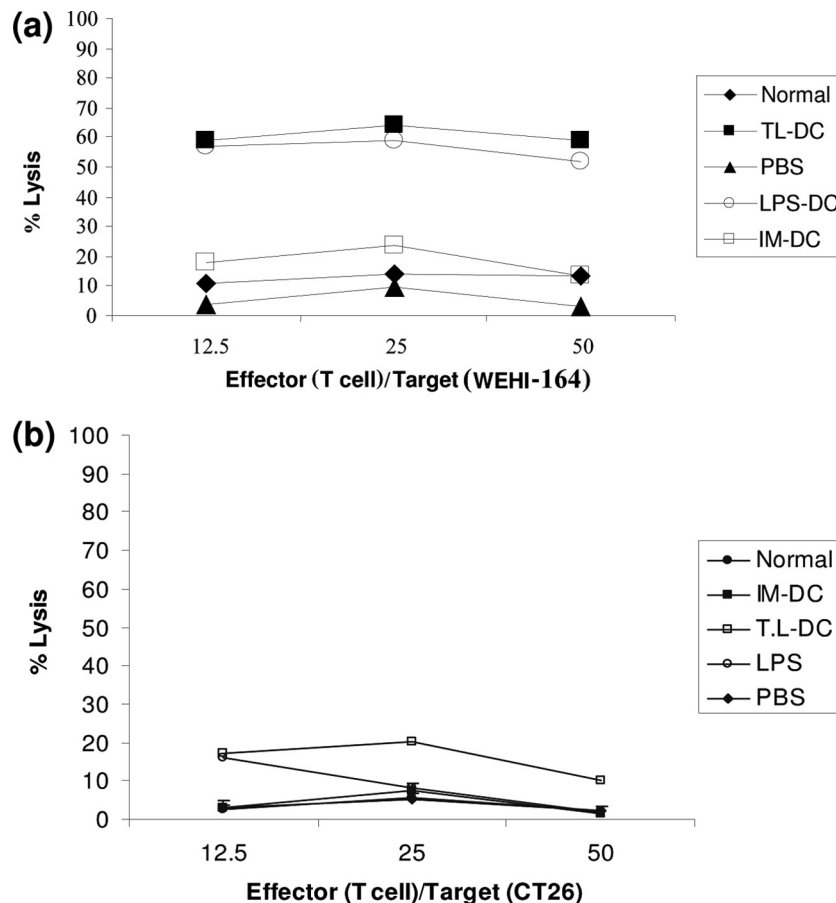 (a)
100
90
80
70
60
50
40
30
20
10
0
% Lysis
12.5 25 50
Effector (T cell)/Target (WEHI-164)
Normal
TL-DC
PBS
LPS-DC
IM-DC
(b)
100
90
80
70
60
50
40
30
20
10
0
% Lysis
12.5 25 50
Effector (T cell)/Target (CT26)
Normal
IM-DC
T.L-DC
LPS
PBS